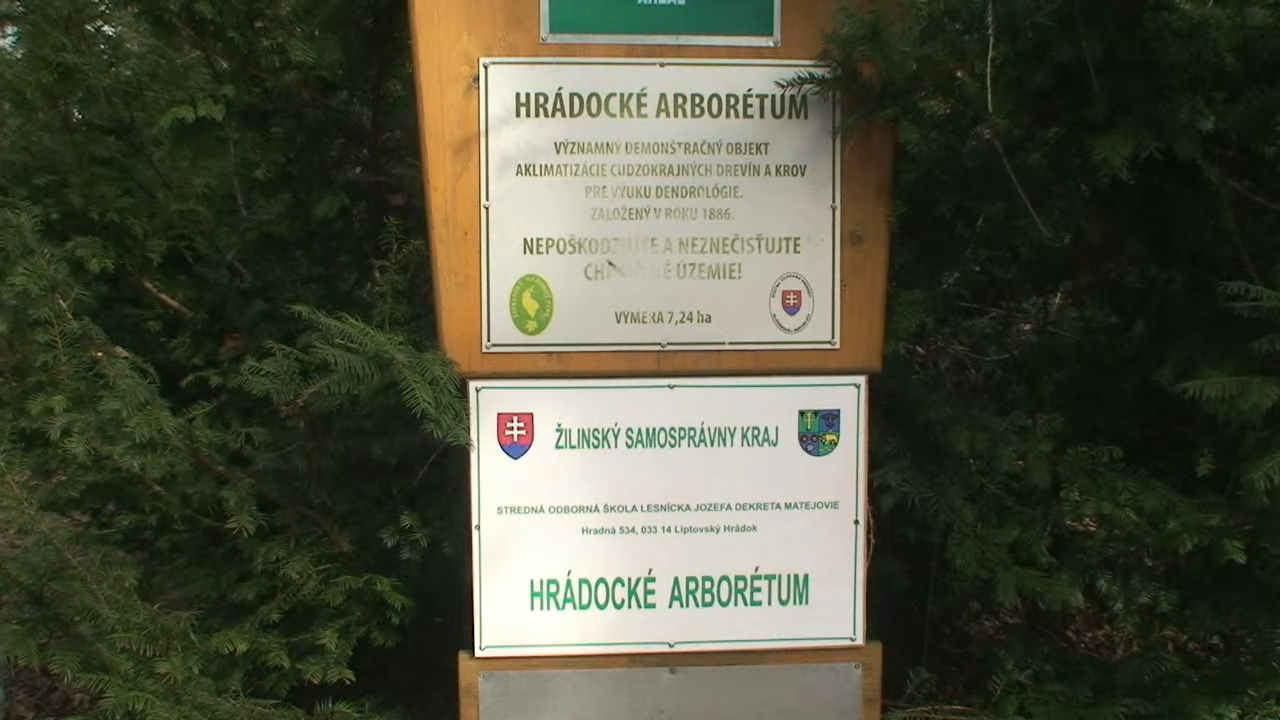 AREÁL
HRÁDOCKÉ ARBORÉTUM
VÝZNAMNÝ DEMONŠTRAČNÝ OBJEKT
AKLIMATIZÁCIE CUDZOKRAJNÝCH DREVÍN A KROV
PRE VÝUKU DENDROLÓGIE.
ZALOŽENÝ V ROKU 1886.
NEPOŠKODZUJTE A NEZNEČISŤUJTE
CHRÁNENÉ ÚZEMIE!
VÝMERA 7,24 ha
ŽILINSKÝ SAMOSPRÁVNY KRAJ
STREDNÁ ODBORNÁ ŠKOLA LESNÍCKA JOZEFA DEKRETA MATEJOVIE
Hradná 534, 033 14 Liptovský Hrádok
HRÁDOCKÉ ARBORÉTUM